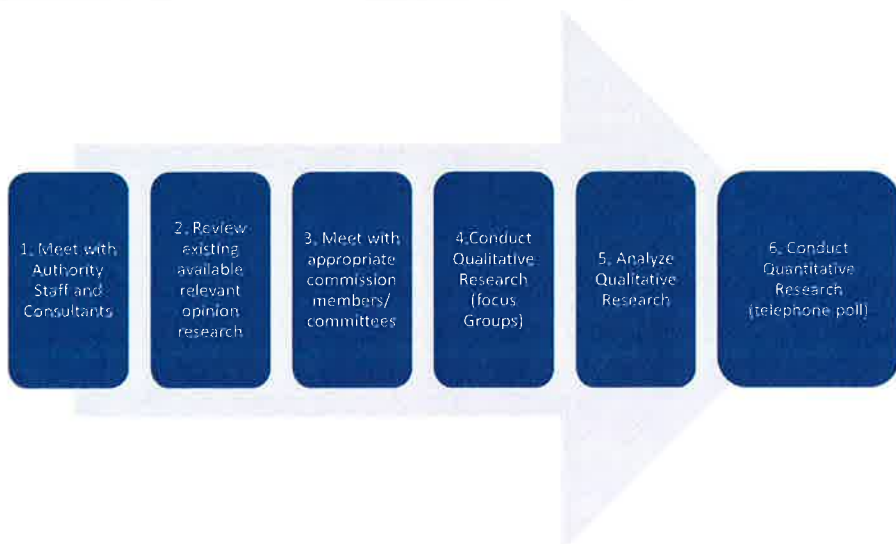 1. Meet with
Authority
Staff and
Consultants
2. Review
existing
available
relevant
opinion
research
3. Meet with
appropriate
commission
members/
committees
4.Conduct
Qualitative
Research
(focus
Groups)
5. Analyze
Qualitative
Research
6. Conduct
Quantitative
Research
(telephone poll)